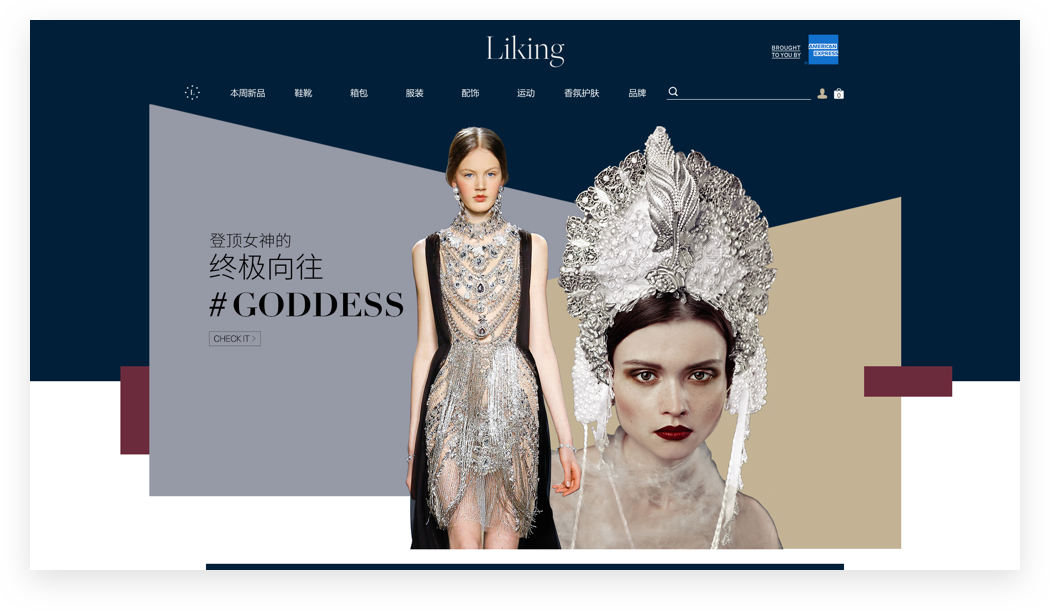 Liking
BROUGHT
TO YOU BY
AMERICAN
EXPRESS
L
本周新品 鞋靴 箱包 服装 配饰 运动 香氛护肤 品牌
0
登顶女神的
终极向往
#GODDESS
CHECK IT >